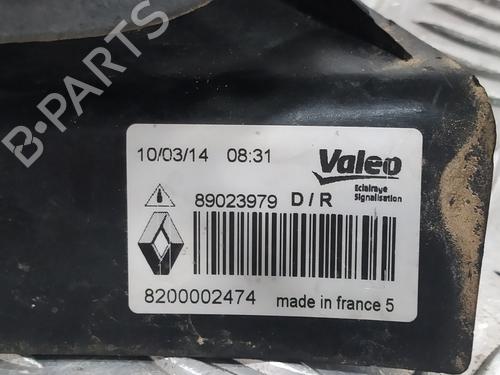 B-PARTS
10/03/14 08:31 Valeo
Eclairage
Signalisation
89023979 D/R
8200002474 made in france 5